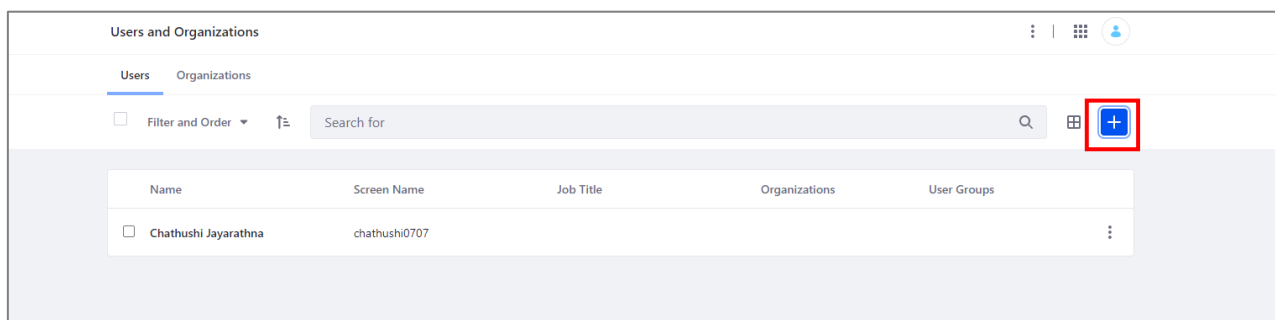 Users and Organizations
Users Organizations
Filter and Order Search for
Name Screen Name Job Title Organizations User Groups
Chathushi Jayarathna chathushi0707